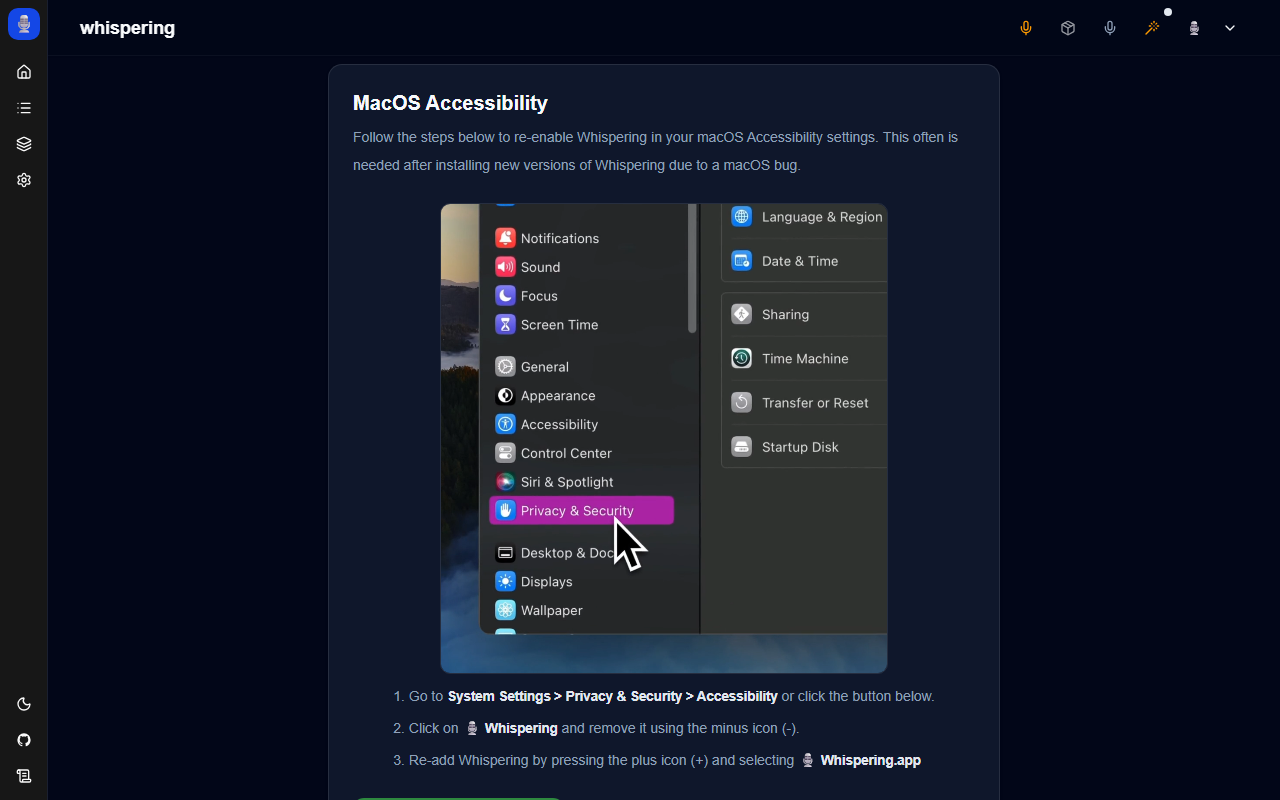 whispering
MacOS Accessibility
Follow the steps below to re-enable Whispering in your macOS Accessibility settings. This often is
needed after installing new versions of Whispering due to a macOS bug.
Notifications
Sound
Focus
Screen Time
General
Appearance
Accessibility
Control Center
Siri & Spotlight
Privacy & Security
Desktop & Doc
Displays
Wallpaper
Language & Region
Date & Time
Sharing
Time Machine
Transfer or Reset
Startup Disk
1. Go to System Settings > Privacy & Security > Accessibility or click the button below.
2. Click on Whispering and remove it using the minus icon (-).
3. Re-add Whispering by pressing the plus icon (+) and selecting Whispering.app